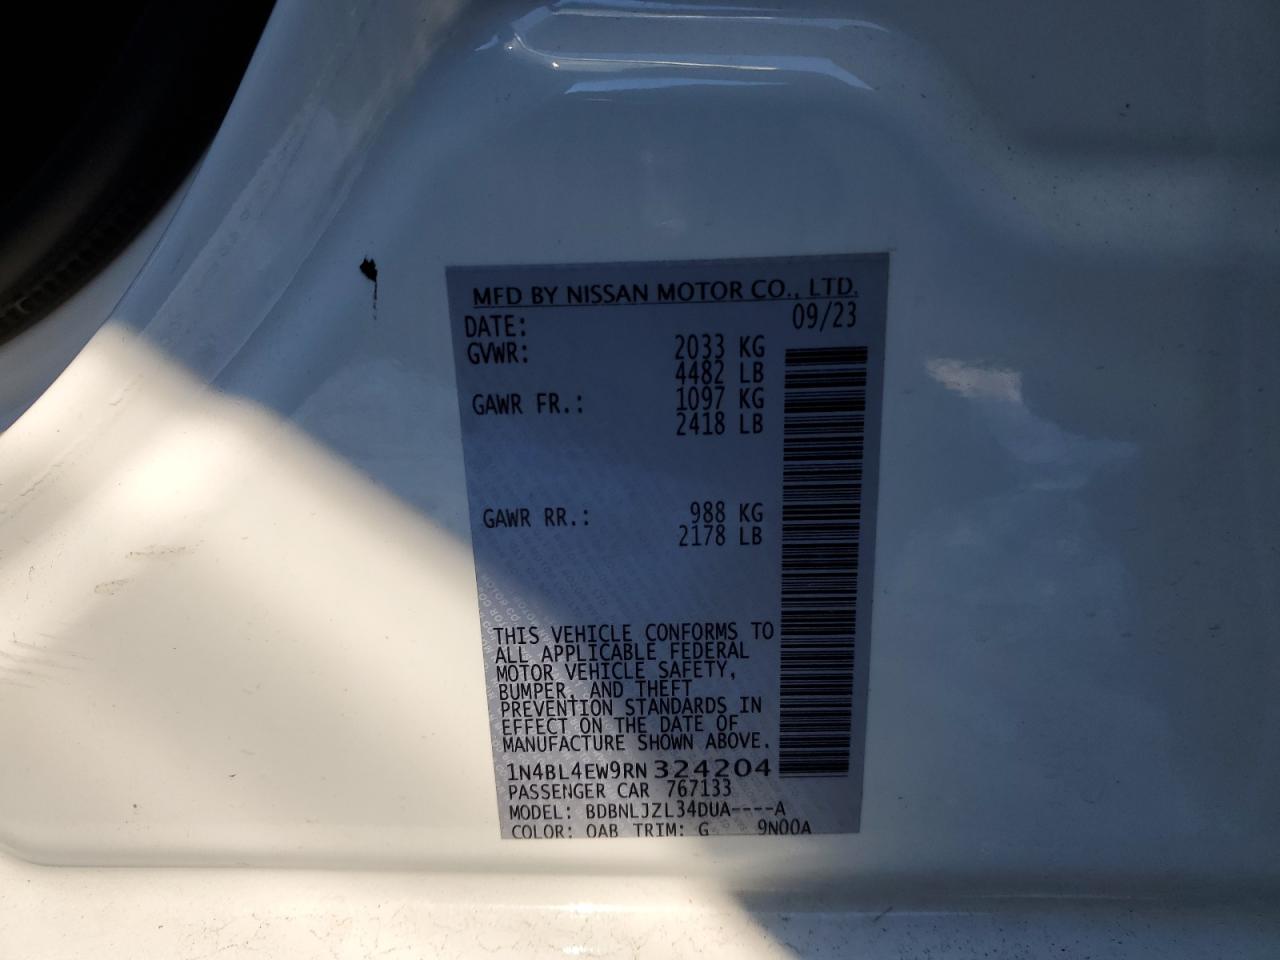 MFD BY NISSAN MOTOR CO., LTD.
DATE: 09/23
GVWR: 2033 KG
4482 LB
GAWR FR.: 1097 KG
2418 LB
GAWR RR.: 988 KG
2178 LB
THIS VEHICLE CONFORMS TO
ALL APPLICABLE FEDERAL
MOTOR VEHICLE SAFETY,
BUMPER, AND THEFT
PREVENTION STANDARDS IN
EFFECT ON THE DATE OF
MANUFACTURE SHOWN ABOVE.
1N4BL4EW9RN324204
PASSENGER CAR 767133
MODEL: BDBNLJZL34DUA----A
COLOR: QAB TRIM: G 9N00A